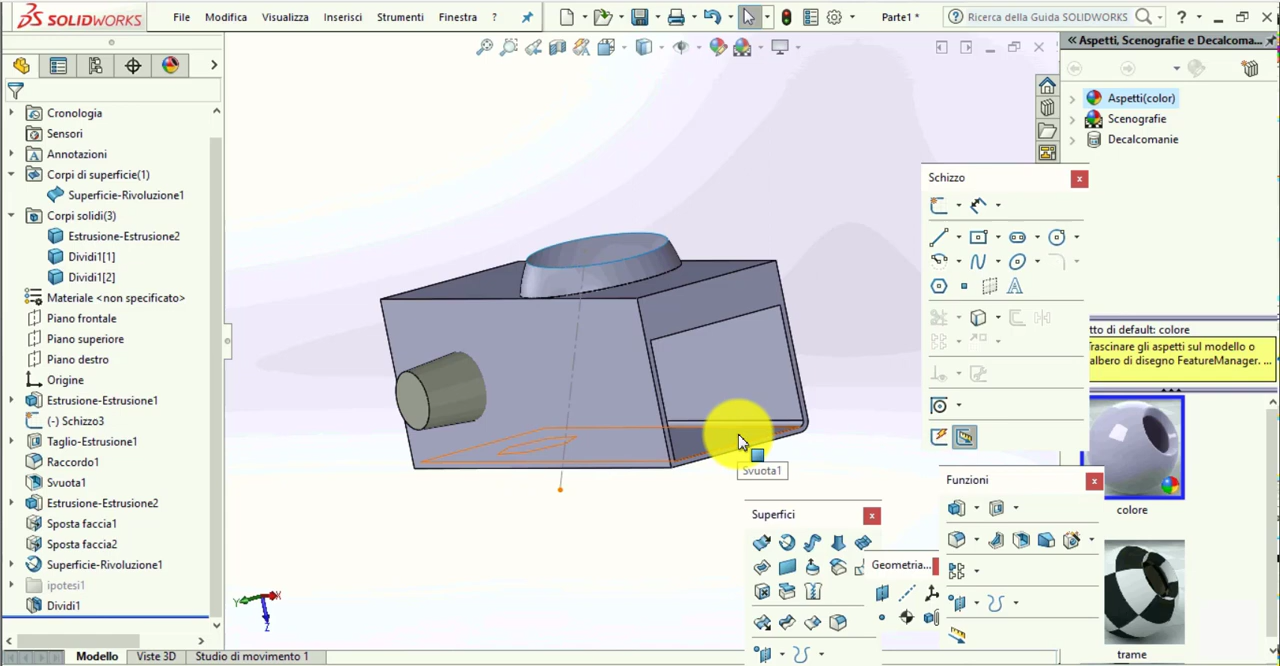 SOLIDWORKS
File Modifica Visualizza Inserisci Strumenti Finestra ?
Parte1 *
Ricerca della Guida SOLIDWORKS
?
Aspetti, Scenografie e Decalcoma...
Cronologia
Sensori
Annotazioni
Corpi di superficie(1)
Superficie-Rivoluzione1
Corpi solidi(3)
Estrusione-Estrusione2
Dividi1[1]
Dividi1[2]
Materiale <non specificato>
Piano frontale
Piano superiore
Piano destro
Origine
Estrusione-Estrusione1
(-) Schizzo3
Taglio-Estrusione1
Raccordo1
Svuota1
Estrusione-Estrusione2
Sposta faccia1
Sposta faccia2
Superficie-Rivoluzione1
ipotesi1
Dividi1
Svuota1
Y X
Z
Aspetti(color)
Scenografie
Decalcomanie
Schizzo
Superfici
Geometria...
Funzioni
tto di default: colore
Trascinare gli aspetti sul modello o
albero di disegno FeatureManager. ...
colore
trame
Modello Viste 3D Studio di movimento 1